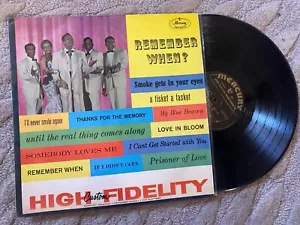 MERCURY
REMEMBER
WHEN?
Smoke gets in your eyes
a tisket a tasket
I'll never smile again
THANKS FOR THE MEMORY
My Blue Heaven
until the real thing comes along
LOVE IN BLOOM
SOMEBODY LOVES ME
I Cant Get Started with You
REMEMBER WHEN
IF I DIDN'T CARE
Prisoner of Love
Custom
HIGH FIDELITY
MERCURY